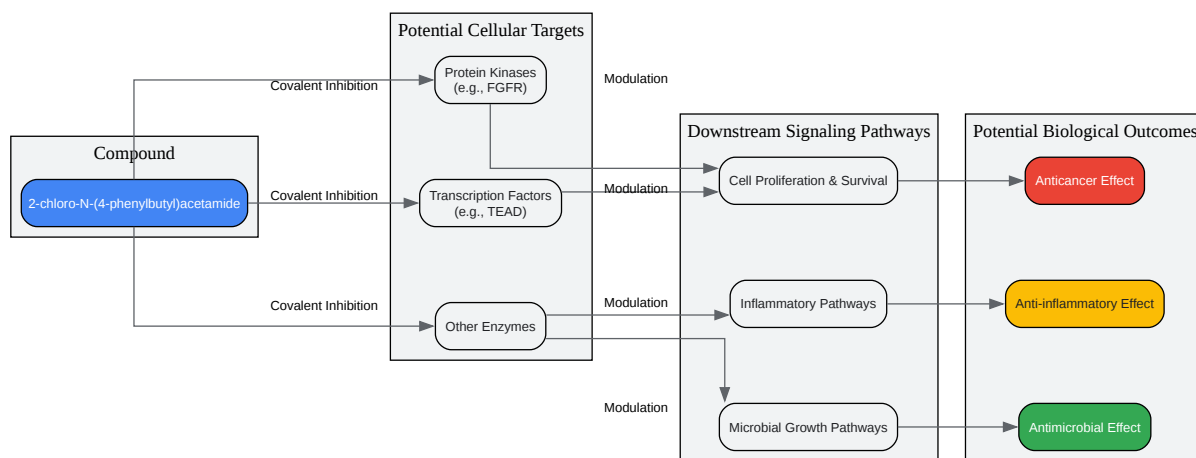 Potential Cellular Targets
Protein Kinases
(e.g., FGFR)
Covalent Inhibition
Modulation
Compound
Downstream Signaling Pathways
Potential Biological Outcomes
2-chloro-N-(4-phenylbutyl)acetamide
Covalent Inhibition
Transcription Factors
(e.g., TEAD)
Modulation
Cell Proliferation & Survival
Anticancer Effect
Covalent Inhibition
Other Enzymes
Modulation
Inflammatory Pathways
Anti-inflammatory Effect
Modulation
Microbial Growth Pathways
Antimicrobial Effect